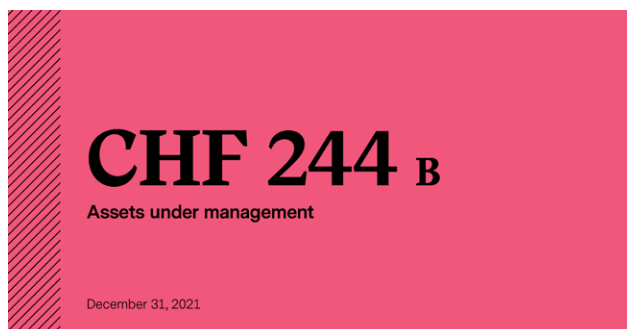 CHF 244 B
Assets under management
December 31, 2021